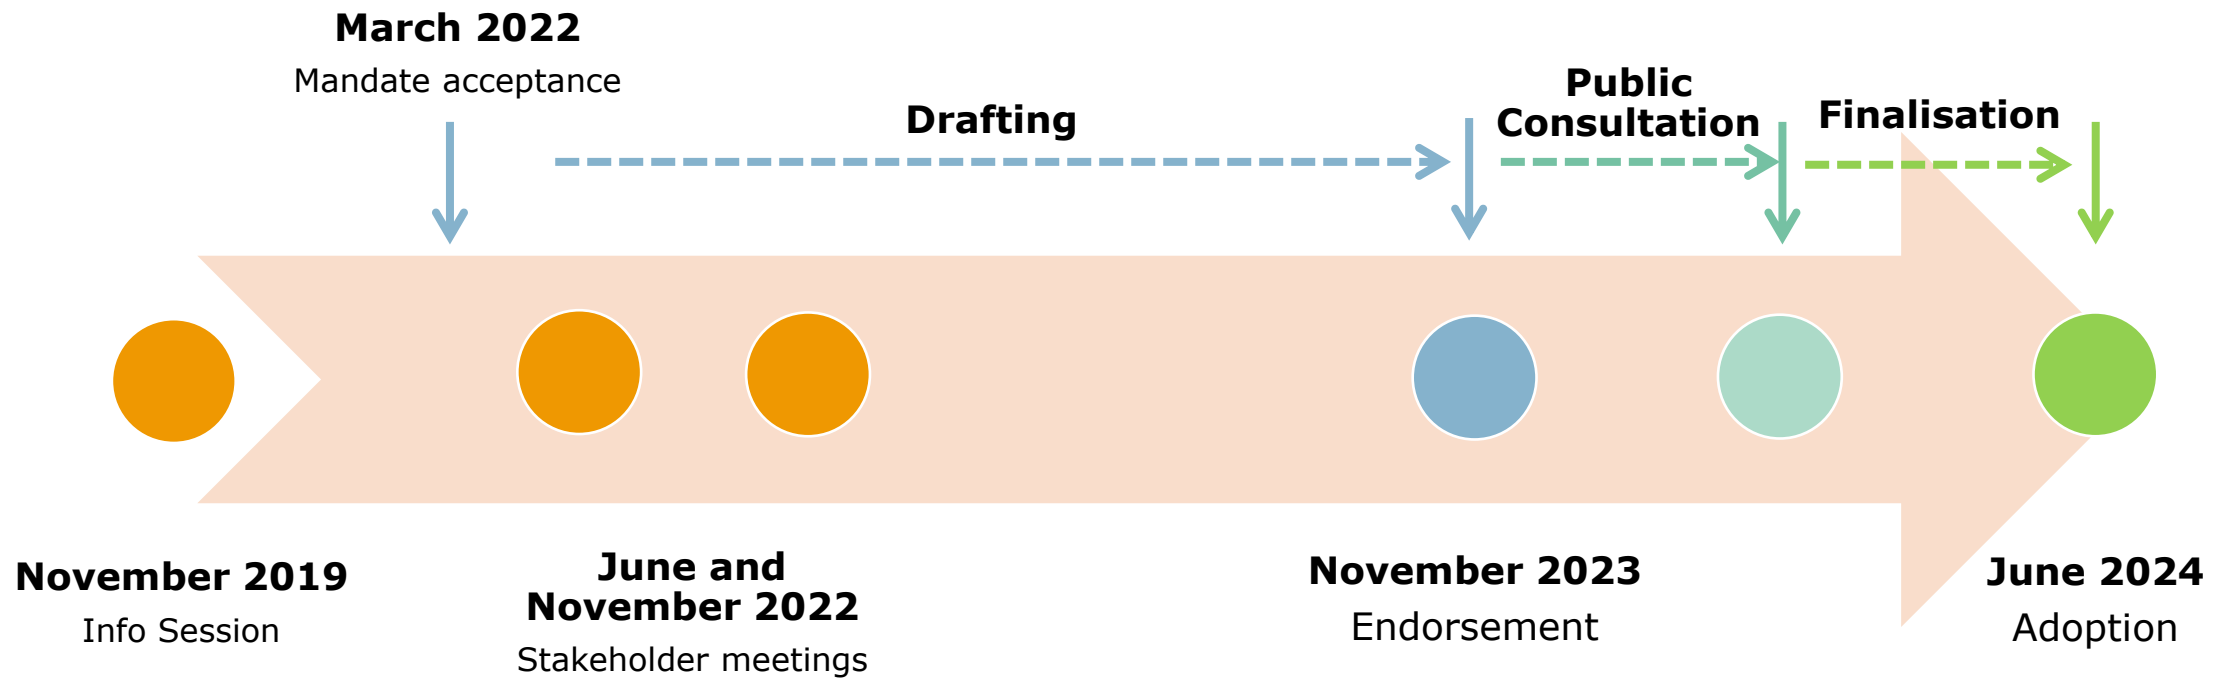 March 2022
Mandate acceptance
Drafting
Public
Consultation
Finalisation
November 2019
Info Session
June and
November 2022
Stakeholder meetings
November 2023
Endorsement
June 2024
Adoption